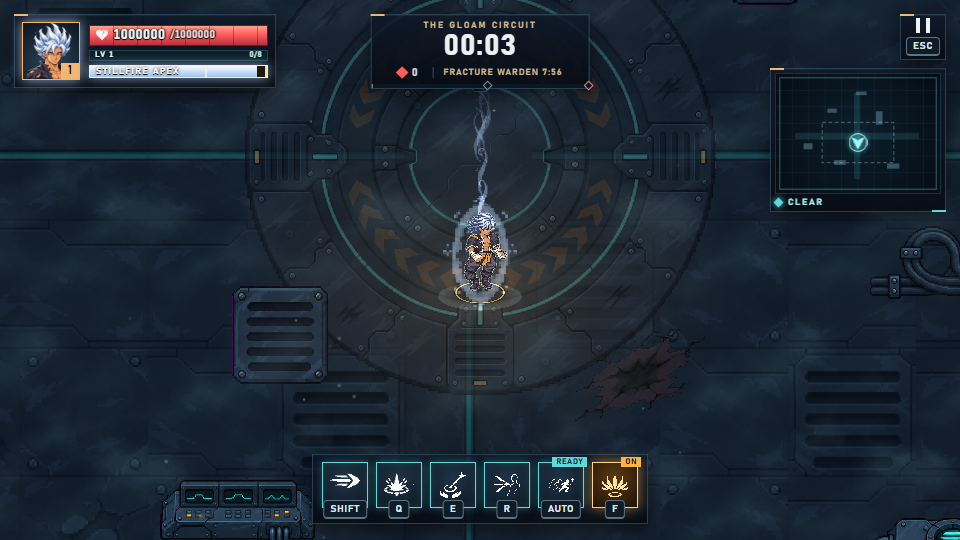 1000000 /1000000
LV 1
0/8
1
STILLFIRE APEX
THE GLOAM CIRCUIT
00:03
0
FRACTURE WARDEN 7:56
ESC
CLEAR
READY
ON
SHIFT
Q
E
R
AUTO
F